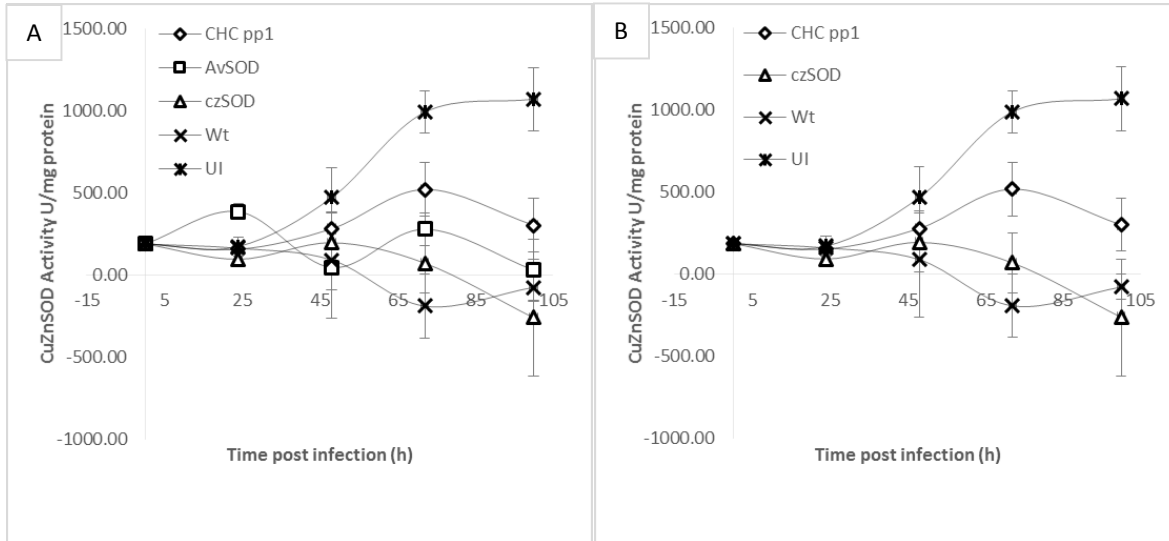 A
CuZnSOD Activity U/mg protein
1500.00
1000.00
500.00
0.00
-500.00
-1000.00
CHC pp1
AvSOD
czSOD
Wt
UI
-15 5 25 45 65 85 105
Time post infection (h)
B
CuZnSOD Activity U/mg protein
1500.00
1000.00
500.00
0.00
-500.00
-1000.00
CHC pp1
czSOD
Wt
UI
-15 5 25 45 65 85 105
Time post infection (h)